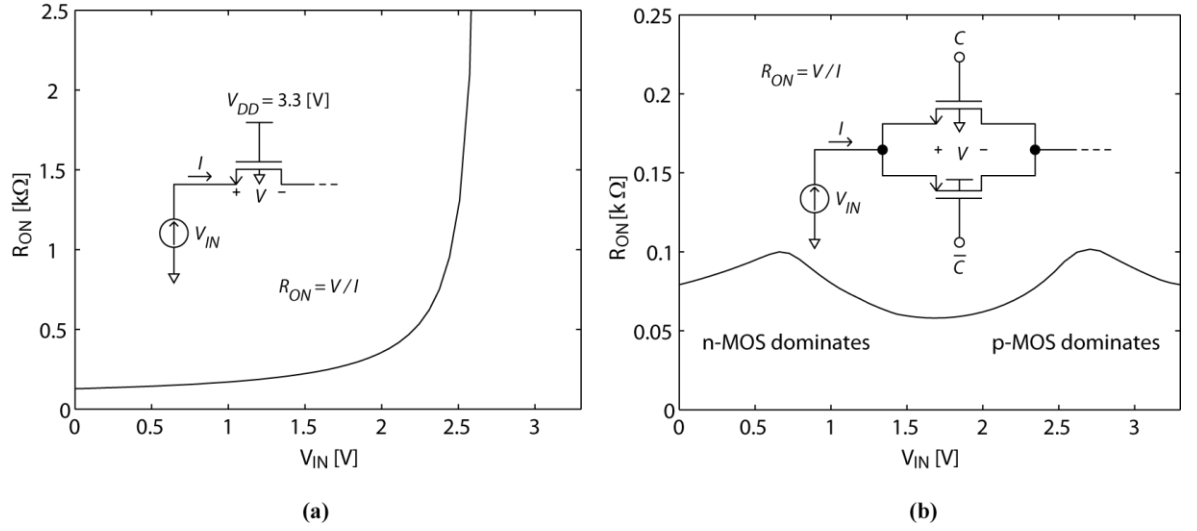 2.5
2
1.5
1
0.5
0
0 0.5 1 1.5 2 2.5 3
R_ON [kΩ]
V_IN [V]
V_DD = 3.3 [V]
I
+ V −
V_IN
R_ON = V / I
(a)
0.25
0.2
0.15
0.1
0.05
0
0 0.5 1 1.5 2 2.5 3
R_ON [k Ω]
V_IN [V]
C
R_ON = V / I
I
+ V −
V_IN
C̅
n-MOS dominates p-MOS dominates
(b)